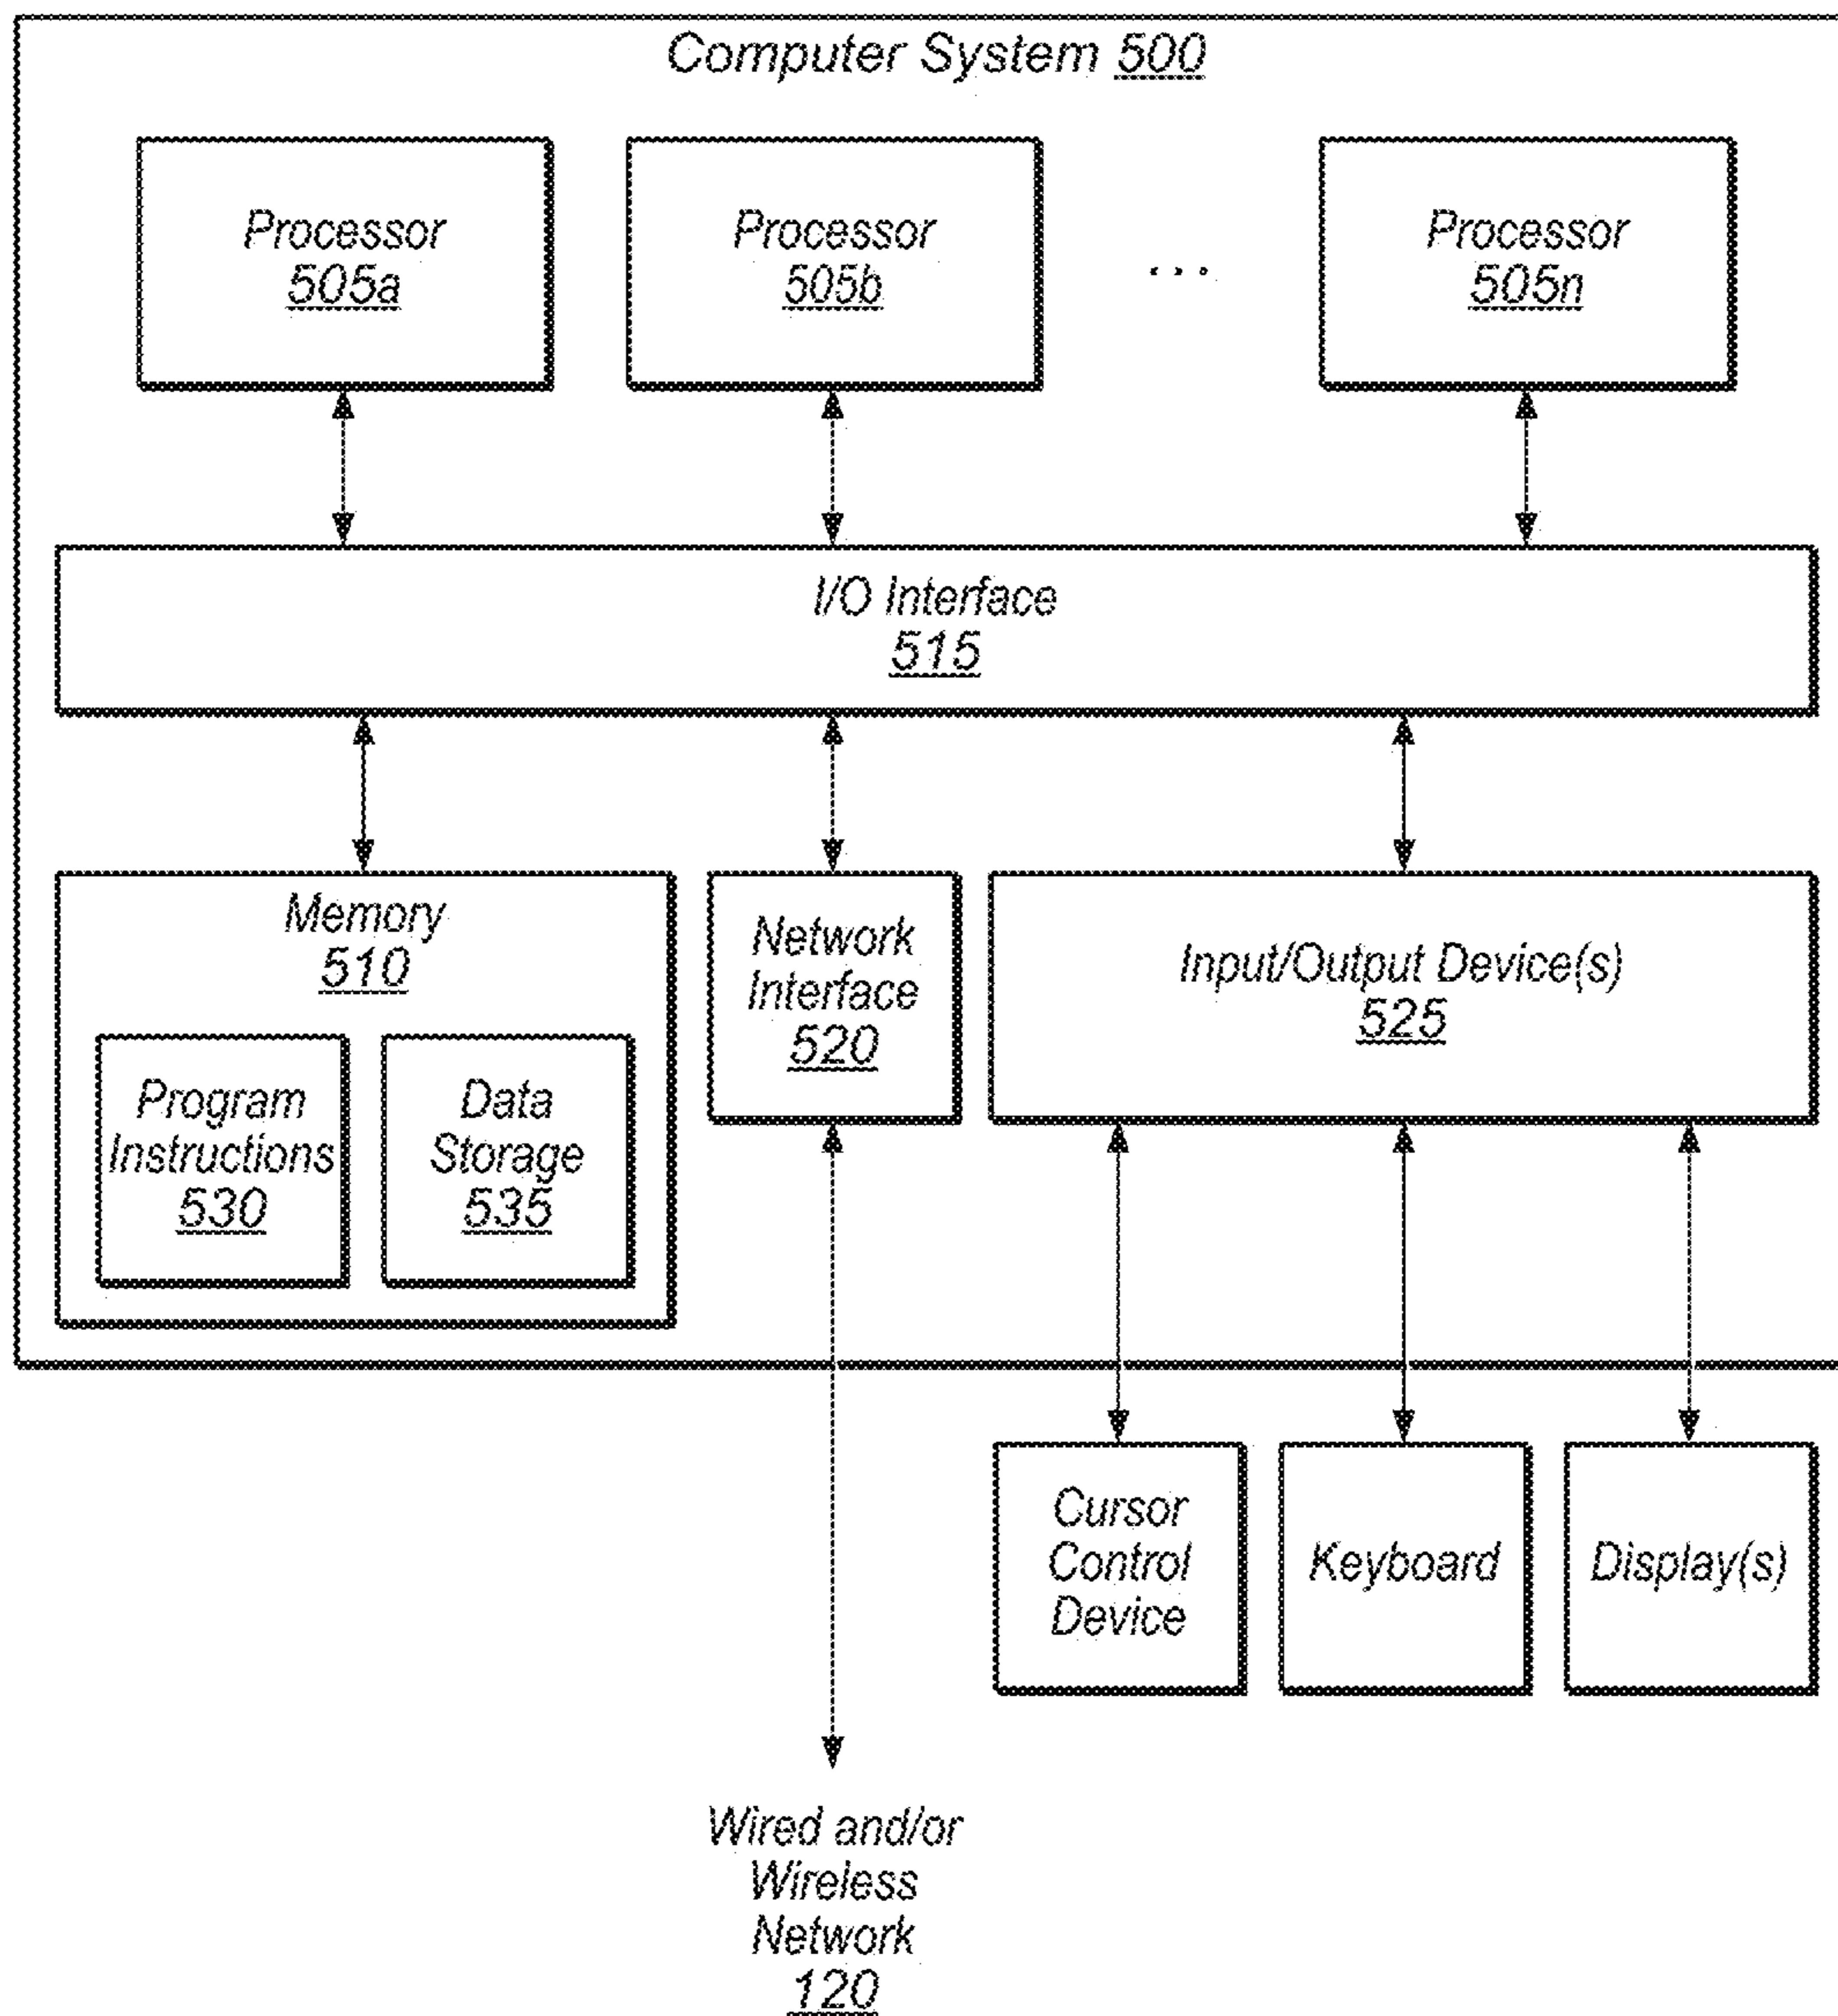 Computer System 500
Processor
505a
Processor
505b
...
Processor
505n
I/O Interface
515
Memory
510
Program
Instructions
530
Data
Storage
535
Network
Interface
520
Input/Output Device(s)
525
Cursor
Control
Device
Keyboard
Display(s)
Wired and/or
Wireless
Network
120